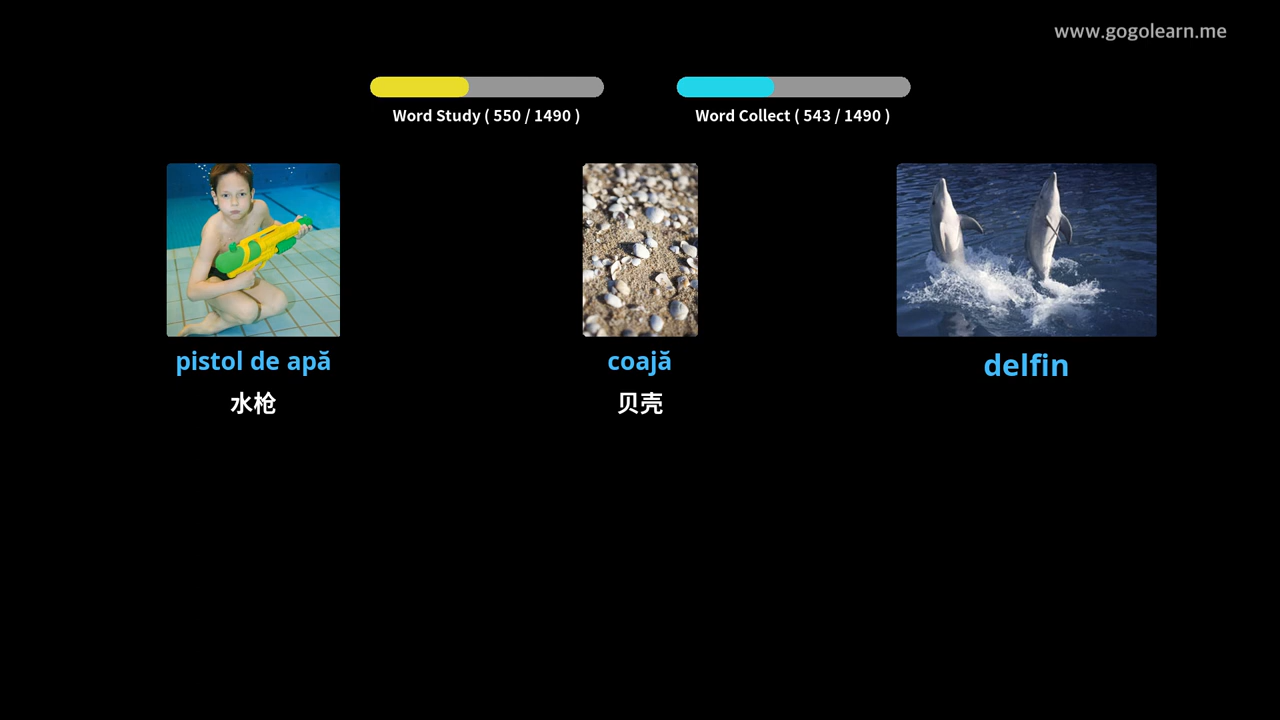 www.gogolearn.me
Word Study ( 550 / 1490 )
Word Collect ( 543 / 1490 )
pistol de apă
水枪
coajă
贝壳
delfin